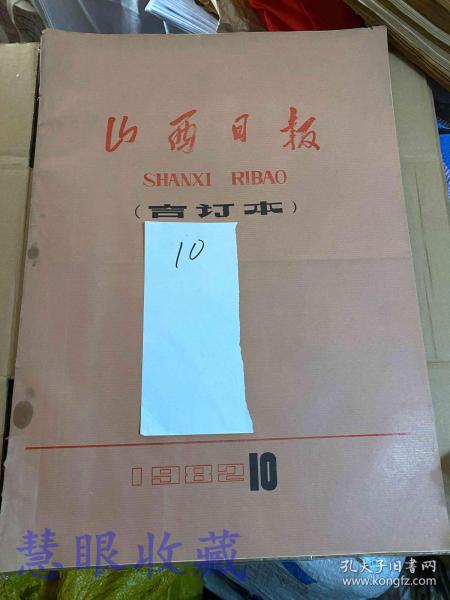 山西日报
SHANXI RIBAO
(合订本)
10
1982 10
慧眼收藏
孔夫子旧书网
www.kongfz.com